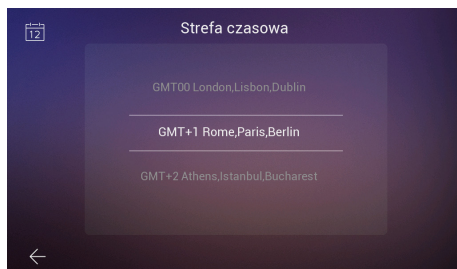 12
Strefa czasowa
GMT00 London,Lisbon,Dublin
GMT+1 Rome,Paris,Berlin
GMT+2 Athens,Istanbul,Bucharest